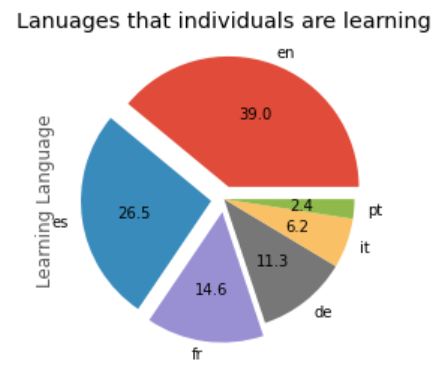 Lanuages that individuals are learning
en
39.0
Learning Language
es
26.5
2.4
pt
6.2
it
11.3
de
14.6
fr